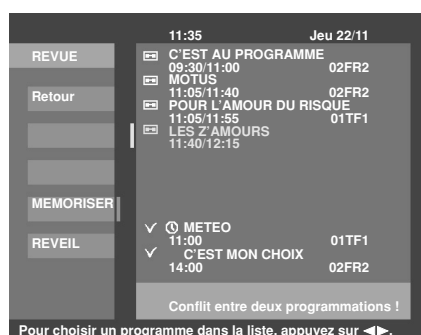 11:35 Jeu 22/11
REVUE
C'EST AU PROGRAMME
09:30/11:00 02FR2
MOTUS
Retour
11:05/11:40 02FR2
POUR L'AMOUR DU RISQUE
11:05/11:55 01TF1
LES Z'AMOURS
11:40/12:15
MEMORISER
METEO
REVEIL
11:00 01TF1
C'EST MON CHOIX
14:00 02FR2
Conflit entre deux programmations !
Pour choisir un programme dans la liste, appuyez sur ◀▶.